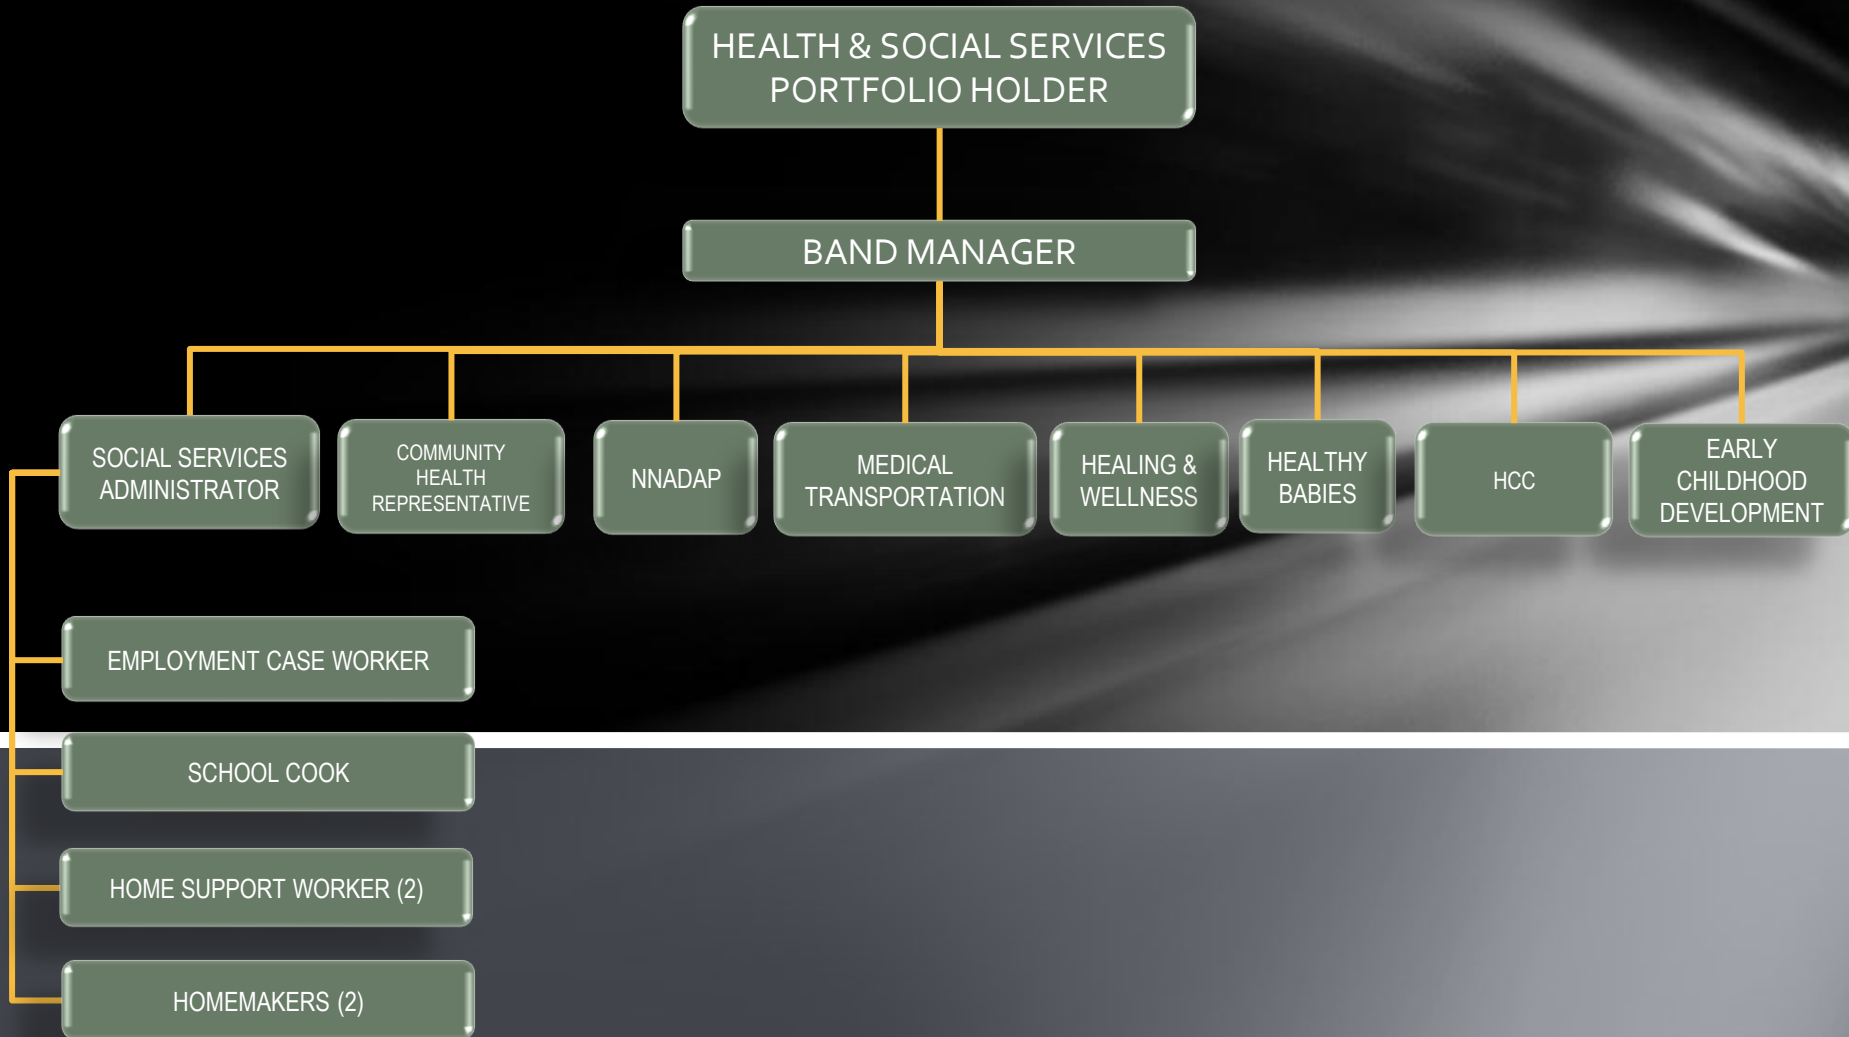 HEALTH & SOCIAL SERVICES
PORTFOLIO HOLDER
BAND MANAGER
SOCIAL SERVICES
ADMINISTRATOR
COMMUNITY
HEALTH
REPRESENTATIVE
NNADAP
MEDICAL
TRANSPORTATION
HEALING &
WELLNESS
HEALTHY
BABIES
HCC
EARLY
CHILDHOOD
DEVELOPMENT
EMPLOYMENT CASE WORKER
SCHOOL COOK
HOME SUPPORT WORKER (2)
HOMEMAKERS (2)